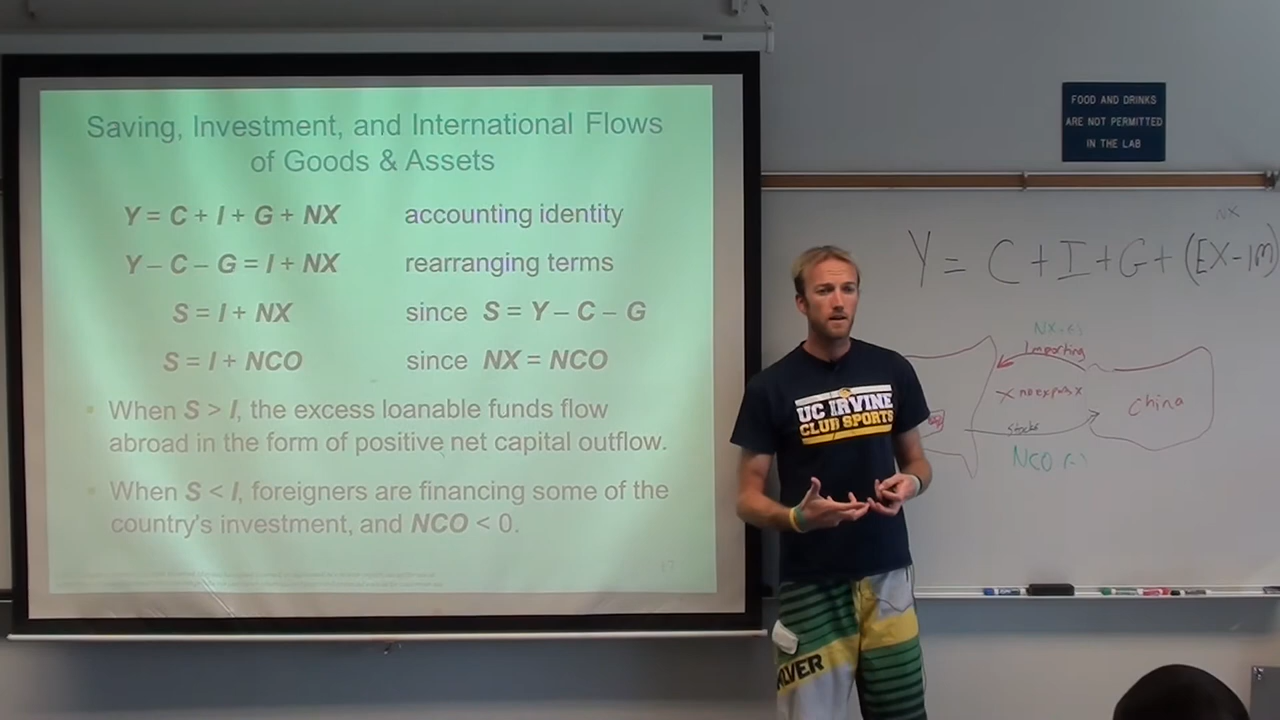 Saving, Investment, and International Flows
of Goods & Assets
Y = C + I + G + NX accounting identity
Y – C – G = I + NX rearranging terms
S = I + NX since S = Y – C – G
S = I + NCO since NX = NCO
When S > I, the excess loanable funds flow
abroad in the form of positive net capital outflow.
When S < I, foreigners are financing some of the
country's investment, and NCO < 0.
FOOD AND DRINKS
ARE NOT PERMITTED
IN THE LAB
NX
Y = C + I + G + (EX - IM)
Importing
China
stocks
NCO (-)
UC IRVINE
CLUB SPORTS